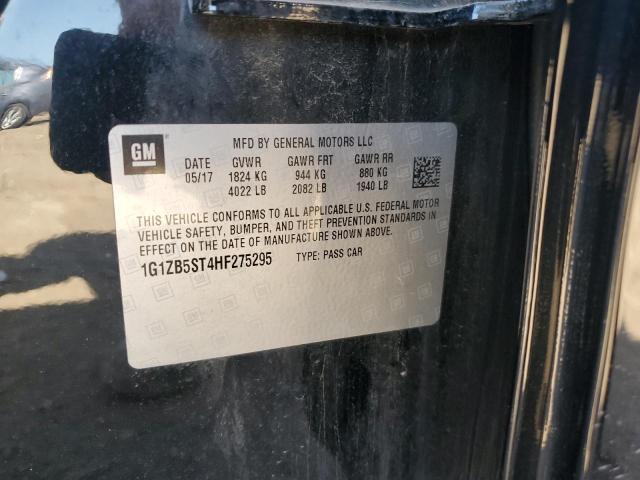 GM
MFD BY GENERAL MOTORS LLC
DATE GVWR GAWR FRT GAWR RR
05/17 1824 KG 944 KG 880 KG
4022 LB 2082 LB 1940 LB
THIS VEHICLE CONFORMS TO ALL APPLICABLE U.S. FEDERAL MOTOR
VEHICLE SAFETY, BUMPER, AND THEFT PREVENTION STANDARDS IN
EFFECT ON THE DATE OF MANUFACTURE SHOWN ABOVE.
1G1ZB5ST4HF275295 TYPE: PASS CAR